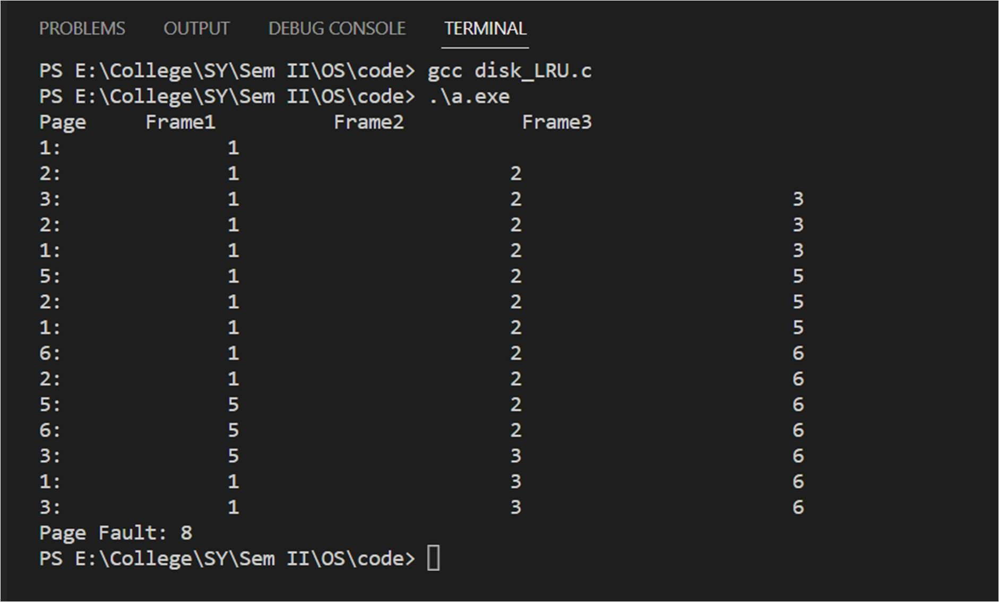 PROBLEMS OUTPUT DEBUG CONSOLE TERMINAL
PS E:\College\SY\Sem II\OS\code> gcc disk_LRU.c
PS E:\College\SY\Sem II\OS\code> .\a.exe
Page Frame1 Frame2 Frame3
1: 1
2: 1 2
3: 1 2 3
2: 1 2 3
1: 1 2 3
5: 1 2 5
2: 1 2 5
1: 1 2 5
6: 1 2 6
2: 1 2 6
5: 5 2 6
6: 5 2 6
3: 5 3 6
1: 1 3 6
3: 1 3 6
Page Fault: 8
PS E:\College\SY\Sem II\OS\code>